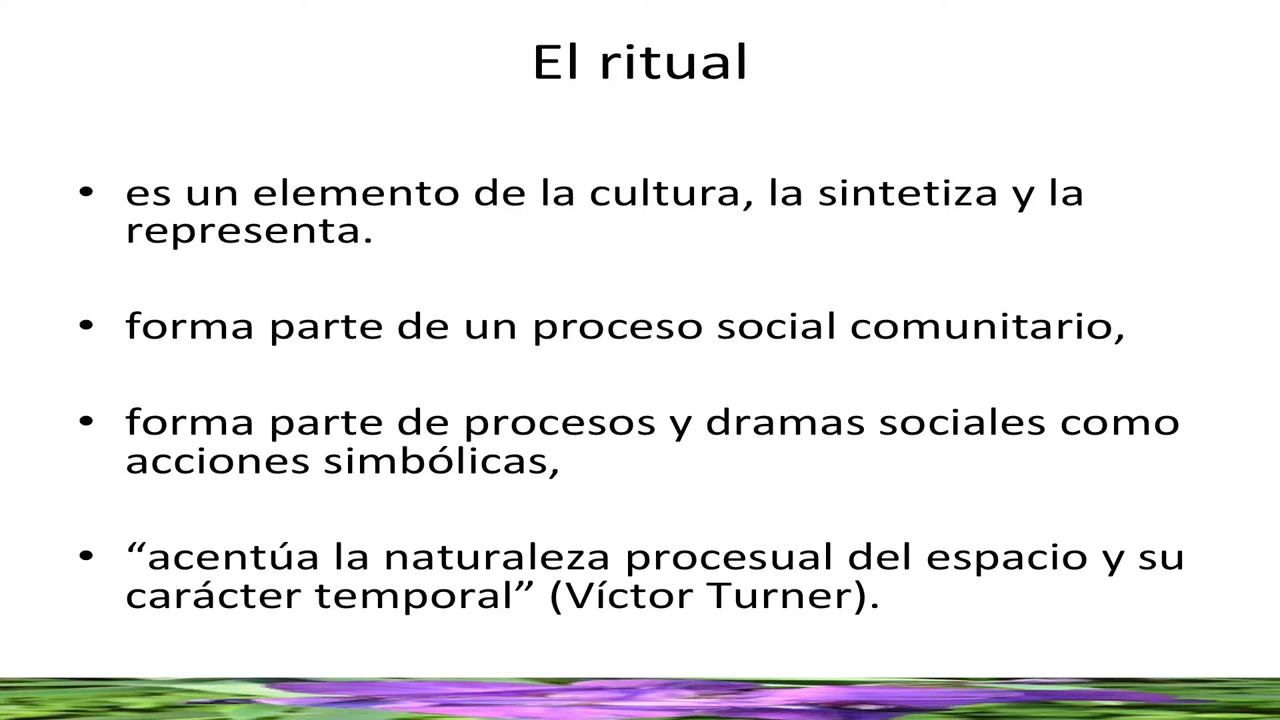 El ritual
• es un elemento de la cultura, la sintetiza y la
representa.
• forma parte de un proceso social comunitario,
• forma parte de procesos y dramas sociales como
acciones simbólicas,
• “acentúa la naturaleza procesual del espacio y su
carácter temporal” (Víctor Turner).